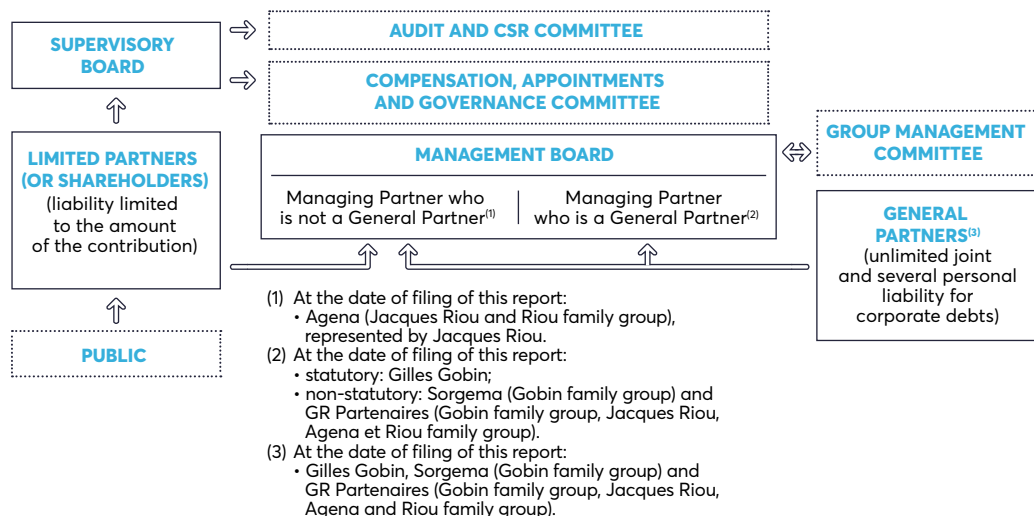 SUPERVISORY
BOARD
AUDIT AND CSR COMMITTEE
COMPENSATION, APPOINTMENTS
AND GOVERNANCE COMMITTEE
LIMITED PARTNERS
(OR SHAREHOLDERS)
(liability limited
to the amount
of the contribution)
MANAGEMENT BOARD
Managing Partner who
is not a General Partner(1)
Managing Partner
who is a General Partner(2)
GROUP MANAGEMENT
COMMITTEE
GENERAL
PARTNERS(3)
(unlimited joint
and several personal
liability for
corporate debts)
PUBLIC
(1) At the date of filing of this report:
• Agena (Jacques Riou and Riou family group),
represented by Jacques Riou.
(2) At the date of filing of this report:
• statutory: Gilles Gobin;
• non-statutory: Sorgema (Gobin family group) and
GR Partenaires (Gobin family group, Jacques Riou,
Agena et Riou family group).
(3) At the date of filing of this report:
• Gilles Gobin, Sorgema (Gobin family group) and
GR Partenaires (Gobin family group, Jacques Riou,
Agena and Riou family group).